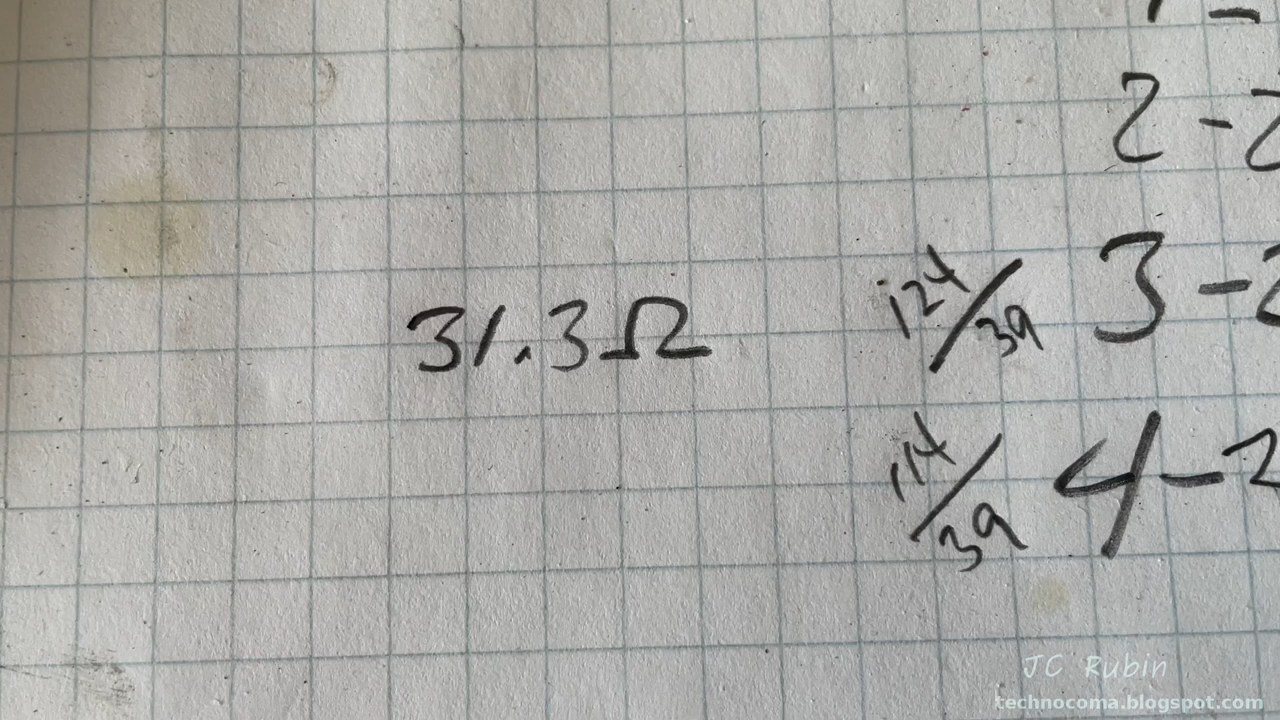 2 -
31.3Ω
124/39 3 -
114/39 4 - 2
JC Rubin
technocoma.blogspot.com